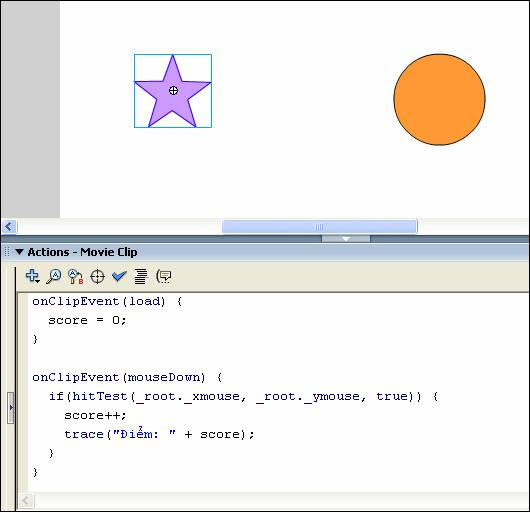 Actions - Movie Clip
onClipEvent(load) {
score = 0;
}
onClipEvent(mouseDown) {
if(hitTest(_root._xmouse, _root._ymouse, true)) {
score++;
trace("Điểm: " + score);
}
}